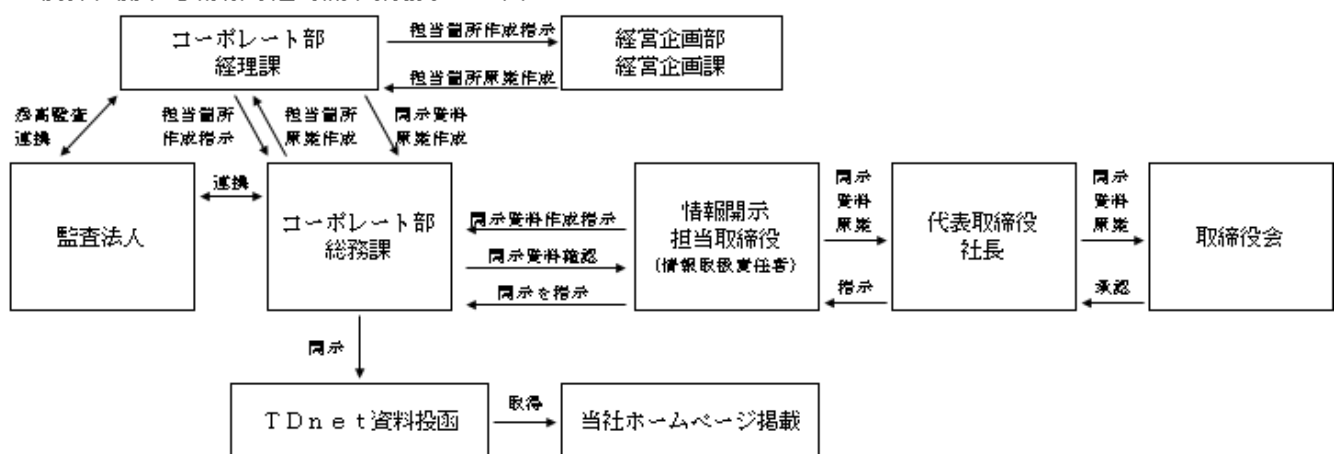 コーポレート部
経理課
担当箇所作成指示
担当箇所原案作成
経営企画部
経営企画課
連携
担当箇所
作成指示
担当箇所
原案作成
開示資料
原案作成
監査法人
連携
コーポレート部
総務課
開示資料作成指示
開示資料確認
開示を指示
情報開示
担当取締役
(情報取扱責任者)
開示
資料
原案
指示
代表取締役
社長
開示
資料
原案
承認
取締役会
開示
TDnet資料投函
取得
当社ホームページ掲載